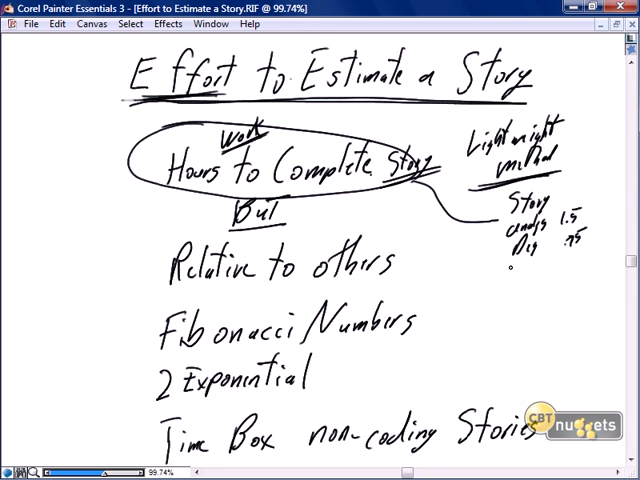 Corel Painter Essentials 3 - [Effort to Estimate a Story.RIF @ 99.74%]
File Edit Canvas Effects Window Help
Effort to Estimate a Story
Work
Hours to Complete Story
Lightweight
method
Story
1.5
.75
Relative to others
Fibonacci Numbers
2 Exponential
Time Box non-coding Stories
CBT
nuggets
99.74%